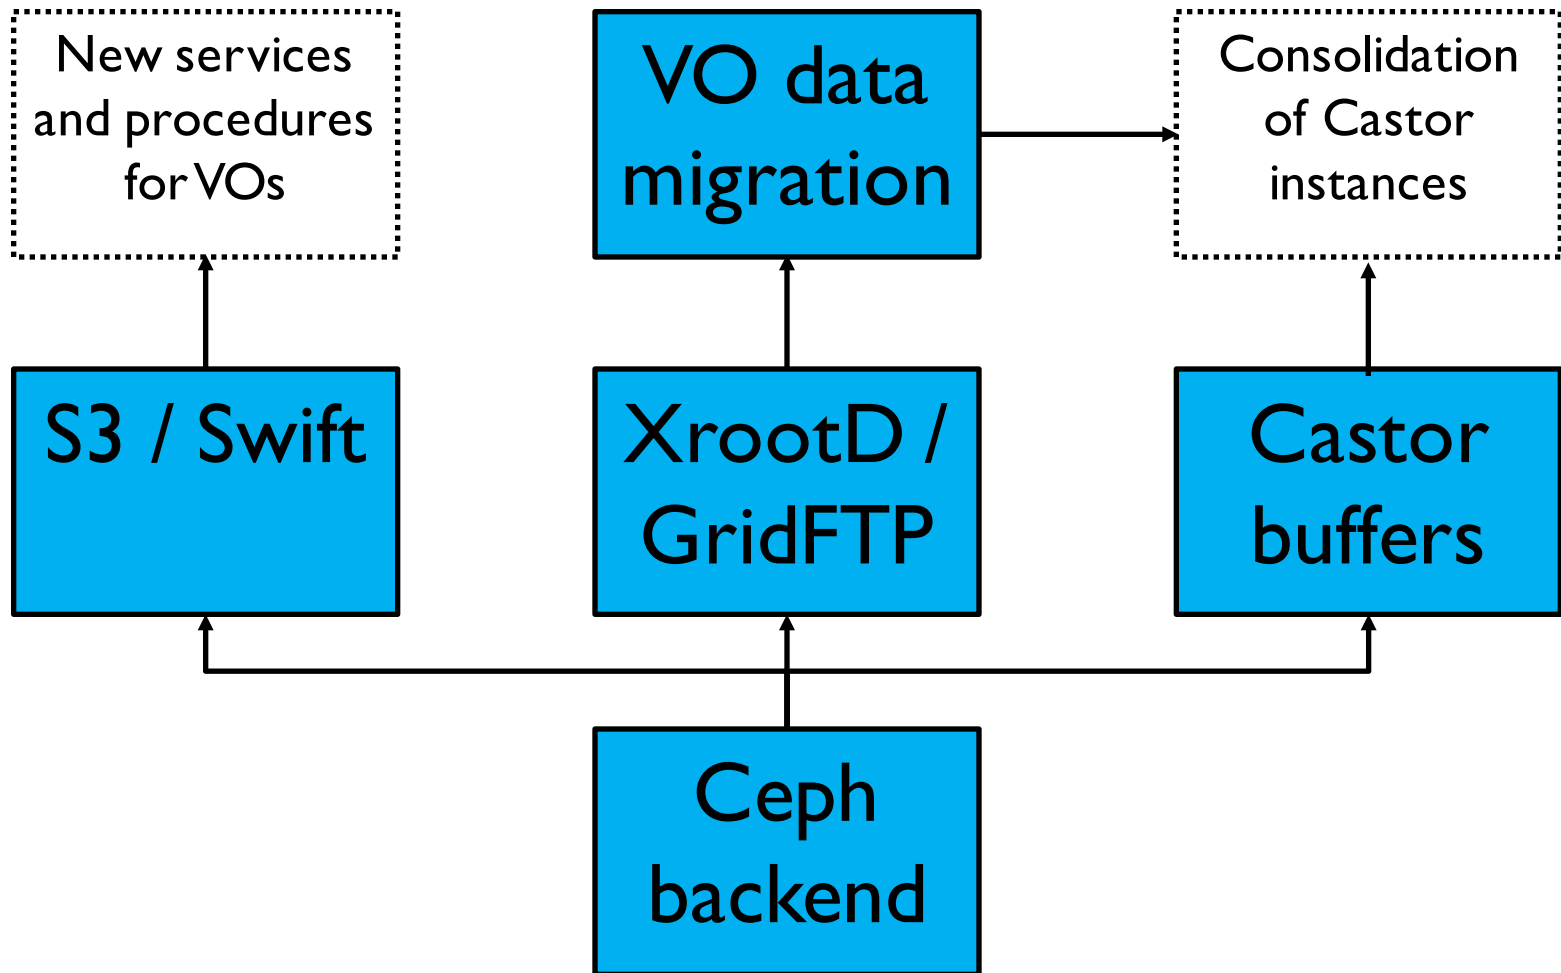 New services
and procedures
for VOs
VO data
migration
Consolidation
of Castor
instances
S3 / Swift
XrootD /
GridFTP
Castor
buffers
Ceph
backend